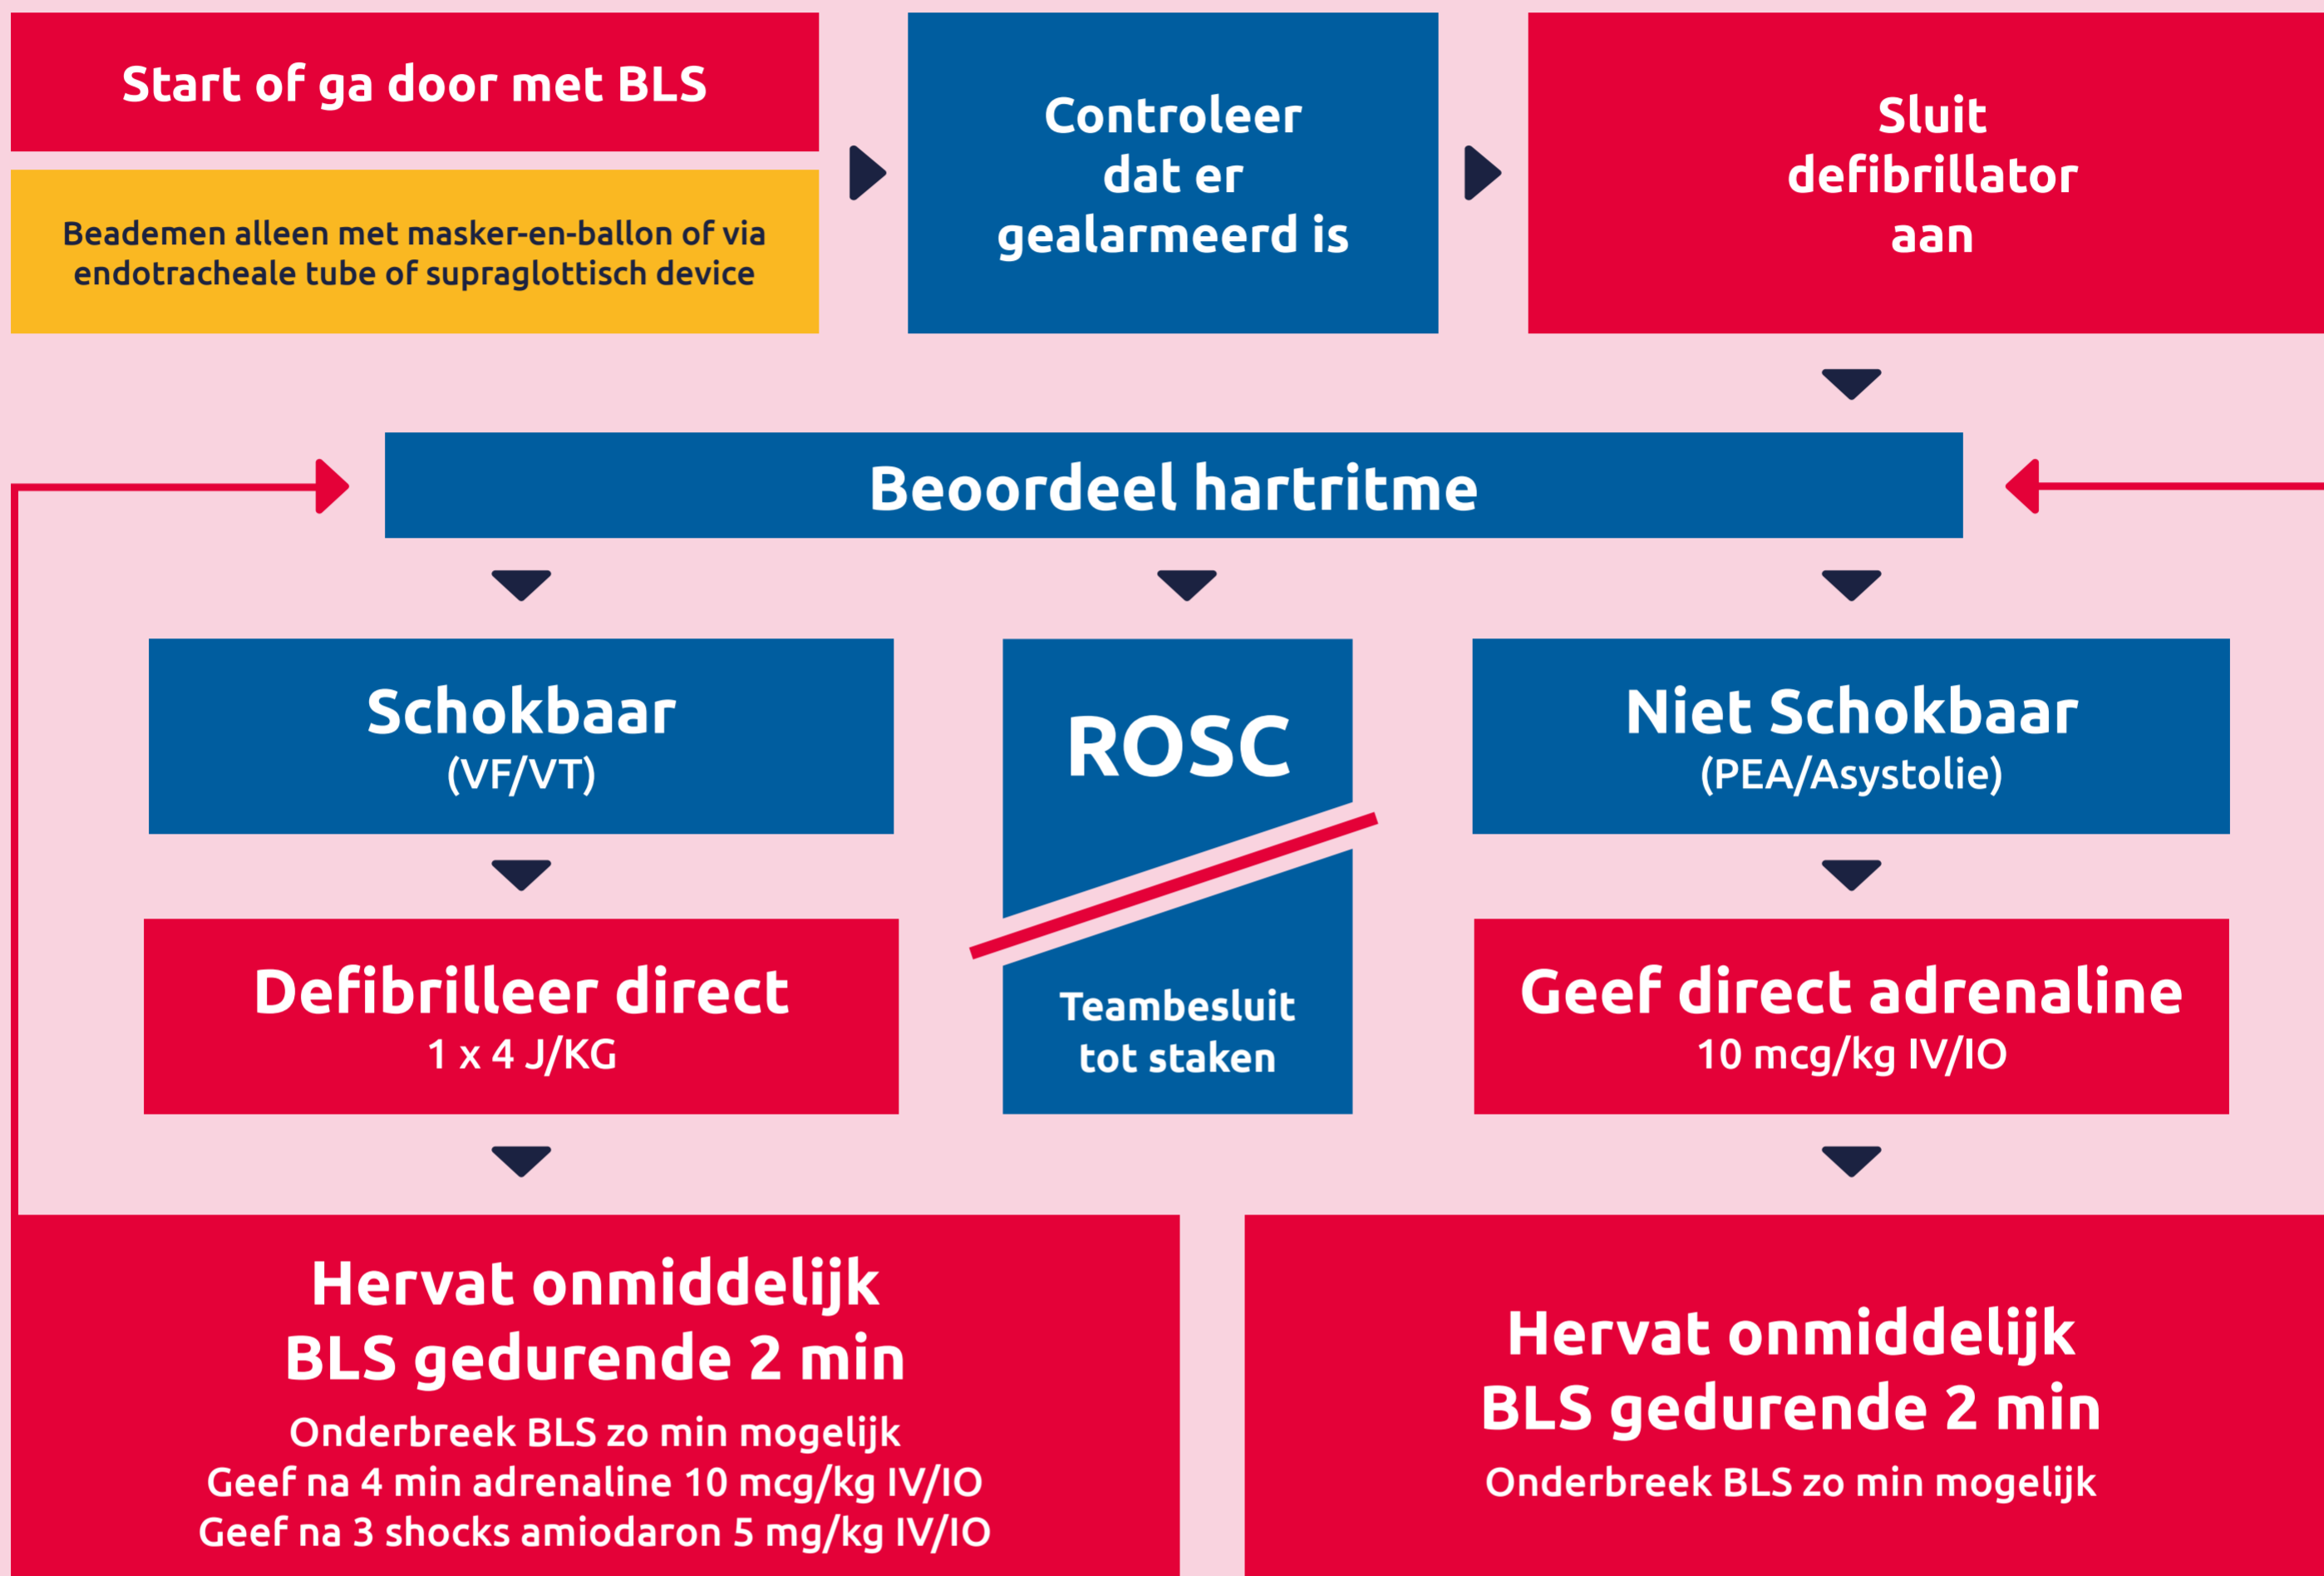 Start of ga door met BLS
Beademen alleen met masker-en-ballon of via
endotracheale tube of supraglottisch device
Controleer
dat er
gealarmeerd is
Sluit
defibrillator
aan
Beoordeel hartritme
Schokbaar
(VF/VT)
ROSC
Niet Schokbaar
(PEA/Asystolie)
Defibrilleer direct
1 x 4 J/KG
Teambesluit
tot staken
Geef direct adrenaline
10 mcg/kg IV/IO
Hervat onmiddelijk
BLS gedurende 2 min
Onderbreek BLS zo min mogelijk
Geef na 4 min adrenaline 10 mcg/kg IV/IO
Geef na 3 shocks amiodaron 5 mg/kg IV/IO
Hervat onmiddelijk
BLS gedurende 2 min
Onderbreek BLS zo min mogelijk